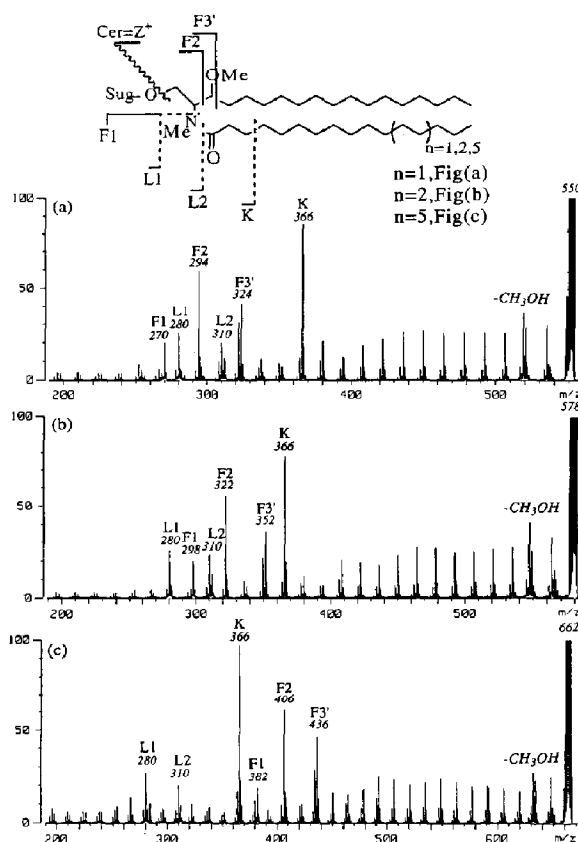 Cer=Z+
F3'
F2
OMe
Sug-O
N
Me
O
F1
n=1,2,5
L1
L2
K
n=1,Fig(a)
n=2,Fig(b)
n=5,Fig(c)
(a)
100
50
0
F1
270
L1
280
F2
294
L2
310
F3'
324
K
366
-CH3OH
550
200 300 400 500 m/z
(b)
100
50
0
L1
280
F1
298
L2
310
F2
322
F3'
352
K
366
-CH3OH
578
200 300 400 500 m/z
(c)
100
50
0
L1
280
L2
310
K
366
F1
382
F2
406
F3'
436
-CH3OH
662
200 300 400 500 600 m/z